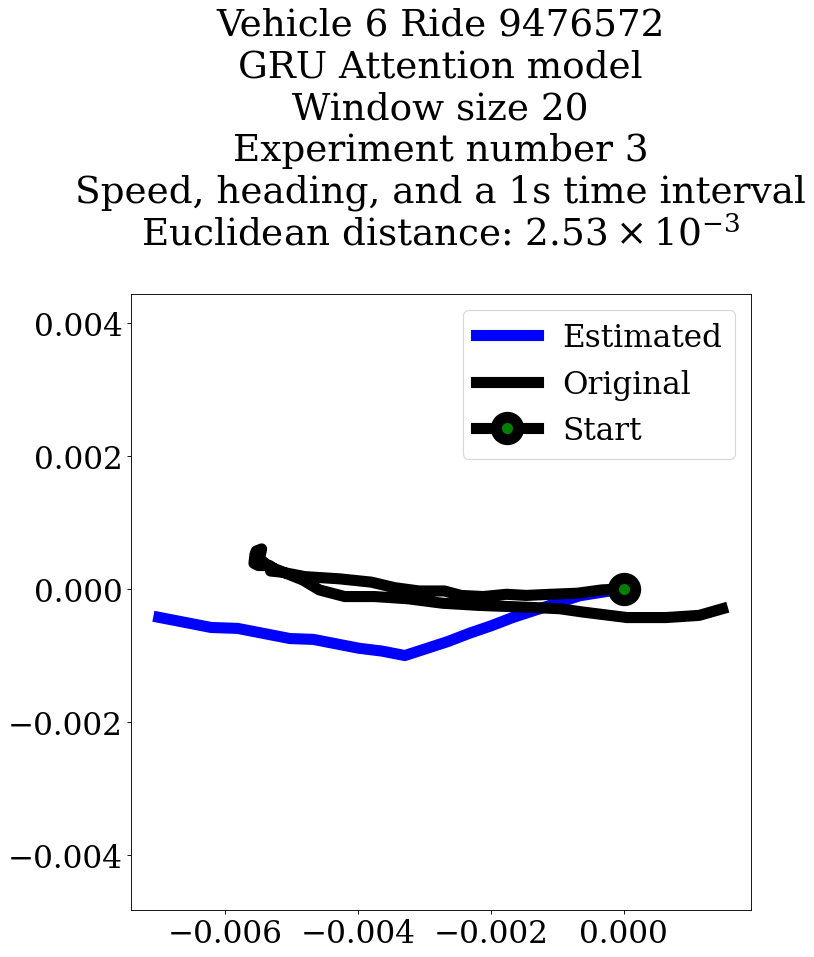 Vehicle 6 Ride 9476572
GRU Attention model
Window size 20
Experiment number 3
Speed, heading, and a 1s time interval
Euclidean distance: 2.53 × 10⁻³
Estimated
Original
Start
0.004
0.002
0.000
−0.002
−0.004
−0.006 −0.004 −0.002 0.000